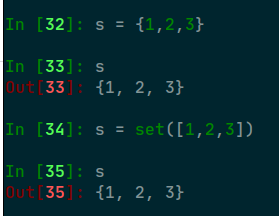 In [32]: s = {1,2,3}
In [33]: s
Out[33]: {1, 2, 3}
In [34]: s = set([1,2,3])
In [35]: s
Out[35]: {1, 2, 3}